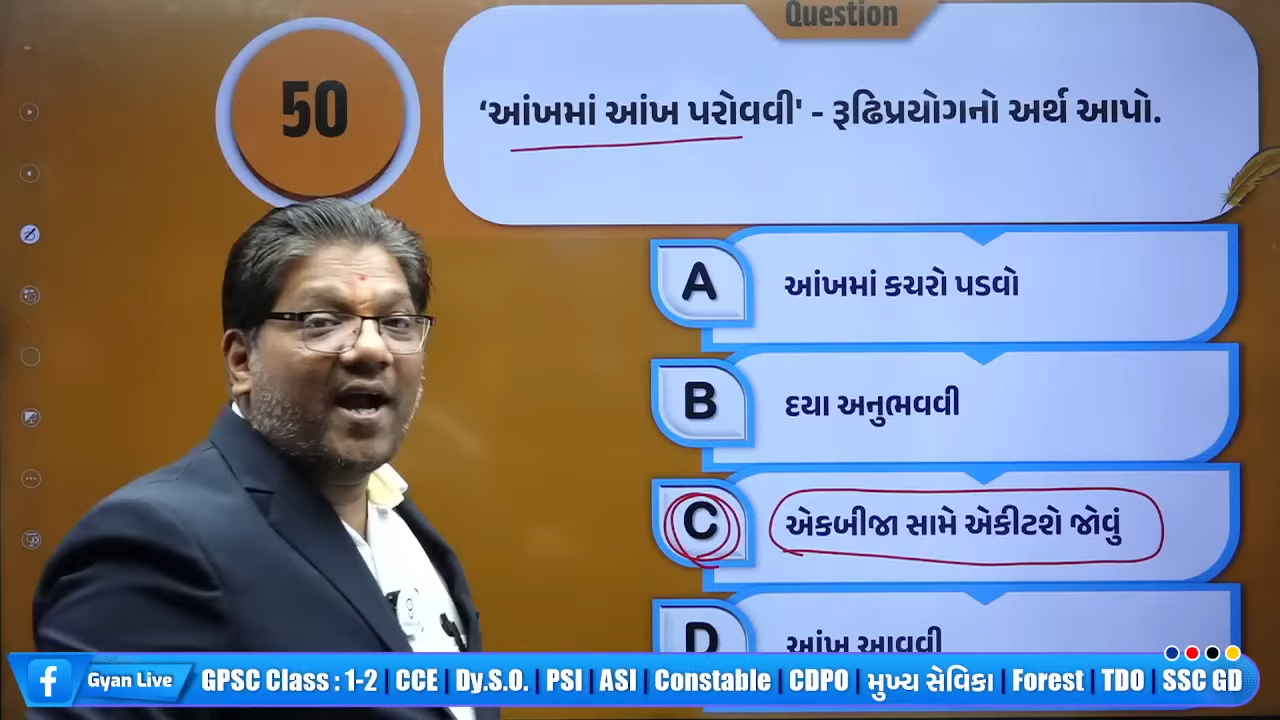 Question
50
‘આંખમાં આંખ પરોવવી' - રૂઢિપ્રયોગનો અર્થ આપો.
A
આંખમાં કચરો પડવો
B
દયા અનુભવવી
C
એકબીજા સામે એકીટશે જોવું
D
આંખ આવવી
Gyan Live
GPSC Class : 1-2 | CCE | Dy.S.O. | PSI | ASI | Constable | CDPO | મુખ્ય સેવિકા | Forest | TDO | SSC GD